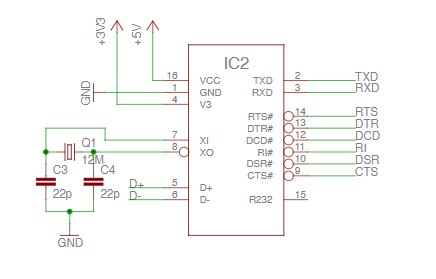 +3V3
+5V
IC2
16 VCC TXD 2 TXD
GND 1 GND RXD 3 RXD
4 V3
RTS# 14 RTS
DTR# 13 DTR
7 XI DCD# 12 DCD
Q1 8 XO RI# 11 RI
12M
C3 C4 DSR# 10 DSR
CTS# 9 CTS
D+ 5 D+
22p 22p D- 6 D- R232 15
GND